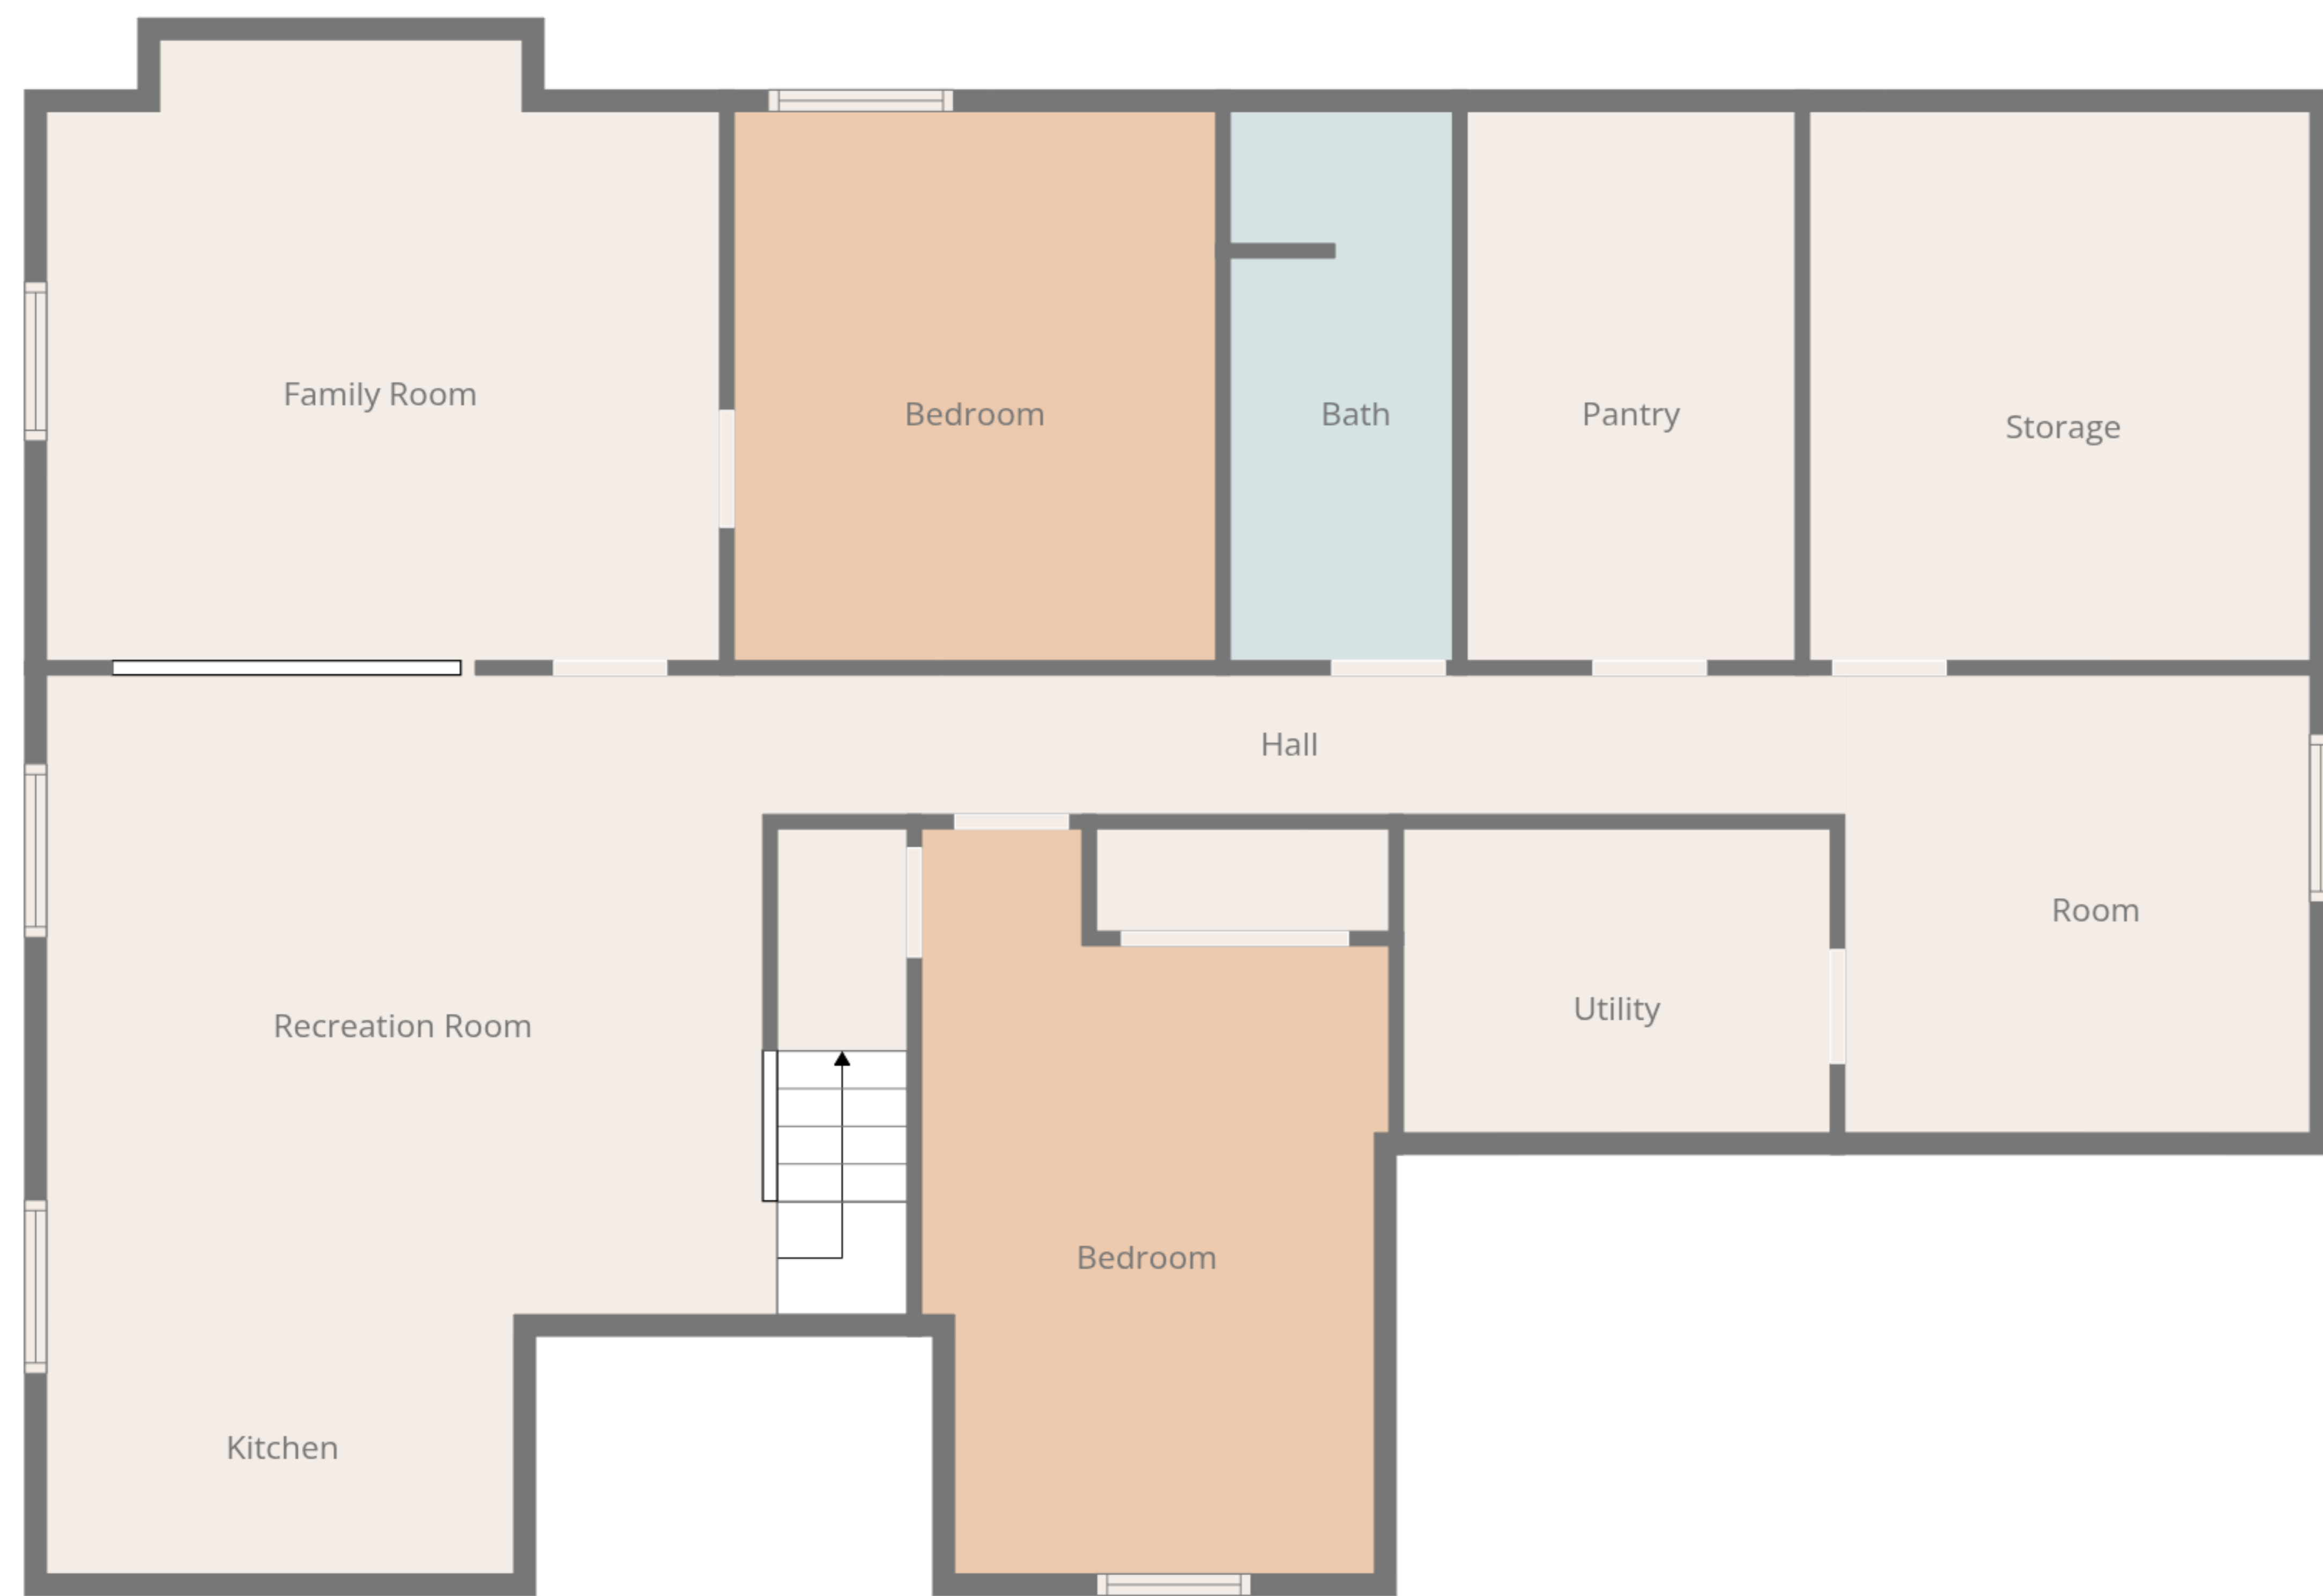 Family Room
Bedroom
Bath
Pantry
Storage
Hall
Room
Recreation Room
Utility
Bedroom
Kitchen